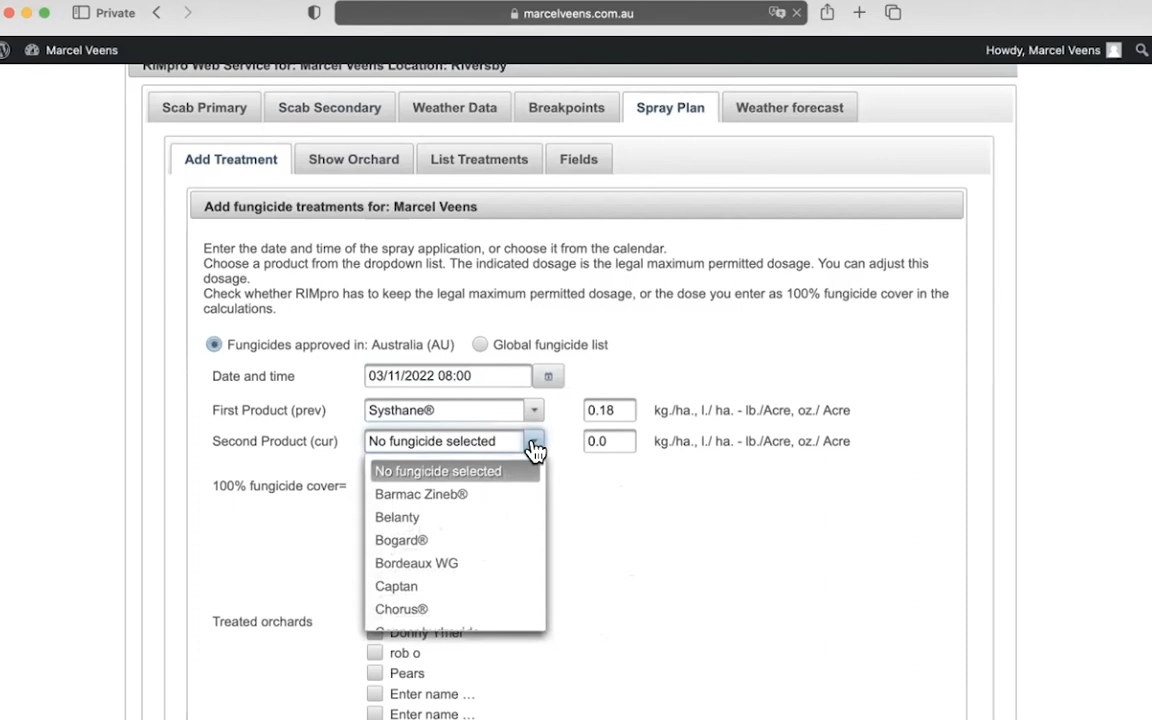 Private
marcelveens.com.au
Marcel Veens
Howdy, Marcel Veens
RIMpro Web Service for: Marcel Veens Location: Riversby
Scab Primary
Scab Secondary
Weather Data
Breakpoints
Spray Plan
Weather forecast
Add Treatment
Show Orchard
List Treatments
Fields
Add fungicide treatments for: Marcel Veens
Enter the date and time of the spray application, or choose it from the calendar.
Choose a product from the dropdown list. The indicated dosage is the legal maximum permitted dosage. You can adjust this
dosage.
Check whether RIMpro has to keep the legal maximum permitted dosage, or the dose you enter as 100% fungicide cover in the
calculations.
Fungicides approved in: Australia (AU)
Global fungicide list
Date and time
03/11/2022 08:00
First Product (prev)
Systhane®
0.18
kg./ha., l./ ha. - lb./Acre, oz./ Acre
Second Product (cur)
No fungicide selected
0.0
kg./ha., l./ ha. - lb./Acre, oz./ Acre
No fungicide selected
100% fungicide cover=
Barmac Zineb®
Belanty
Bogard®
Bordeaux WG
Captan
Chorus®
Treated orchards
rob o
Pears
Enter name ...
Enter name ...